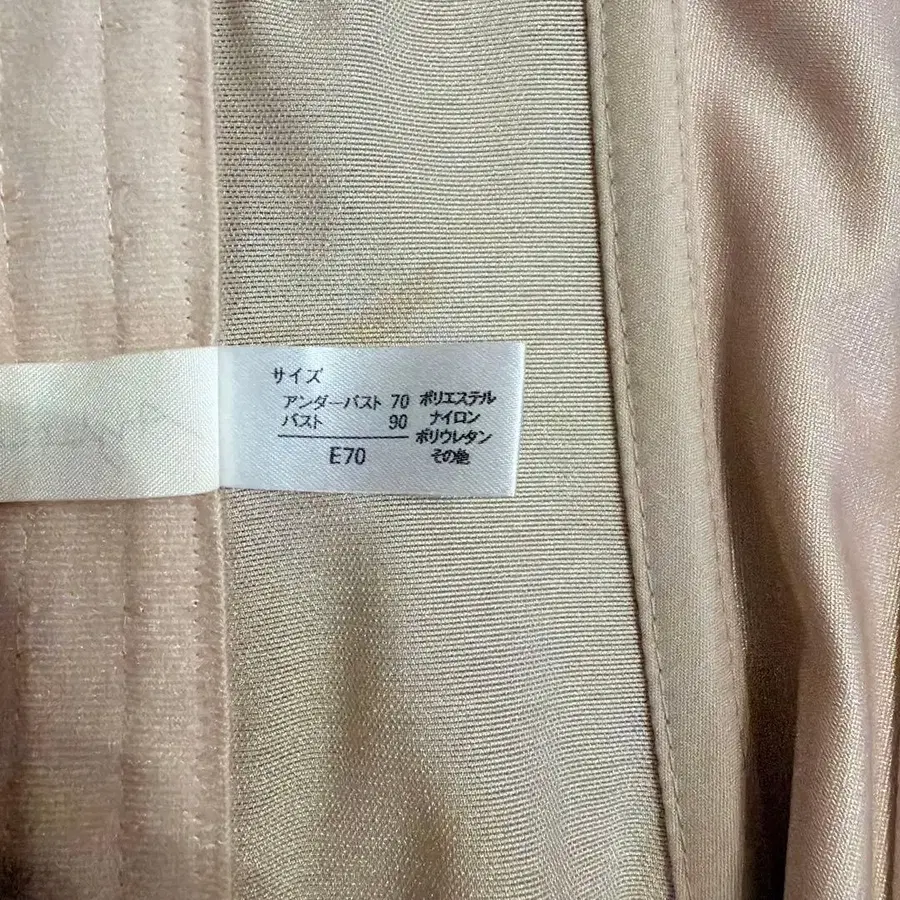 サイズ
アンダーバスト 70
バスト 90
E70
ポリエステル
ナイロン
ポリウレタン
その他